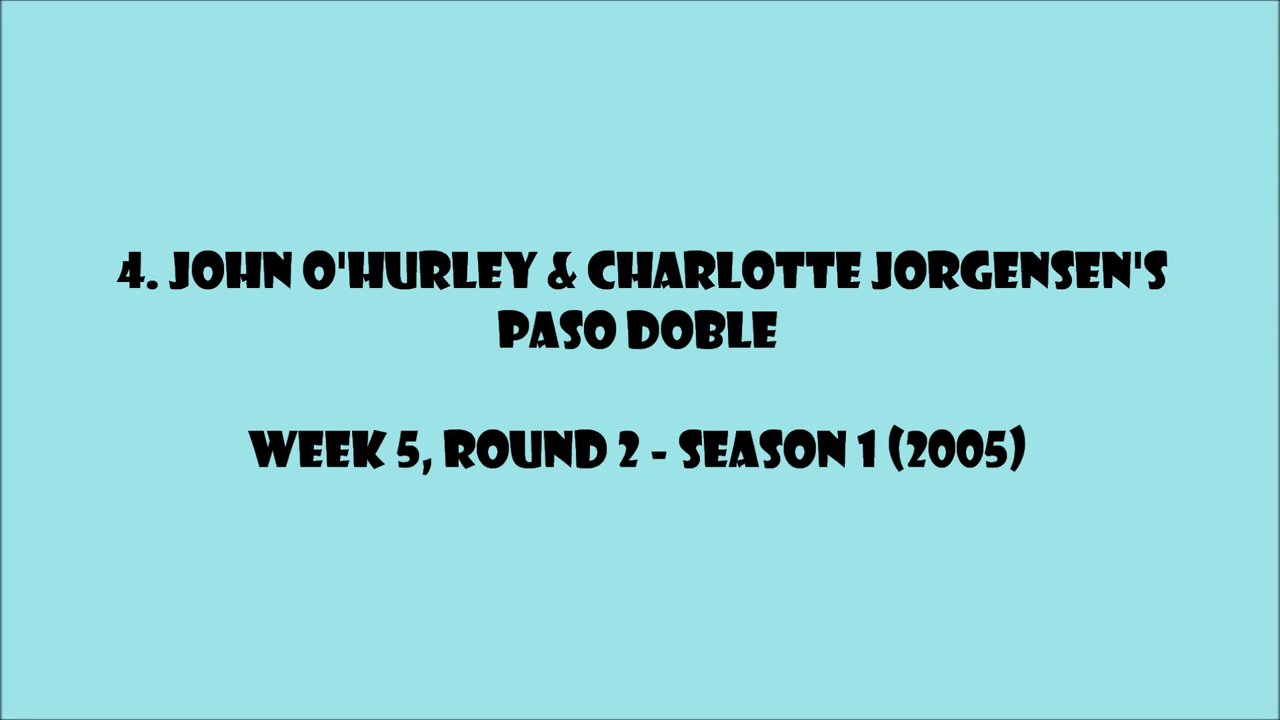 4. JOHN O'HURLEY & CHARLOTTE JORGENSEN'S
PASO DOBLE
WEEK 5, ROUND 2 - SEASON 1 (2005)